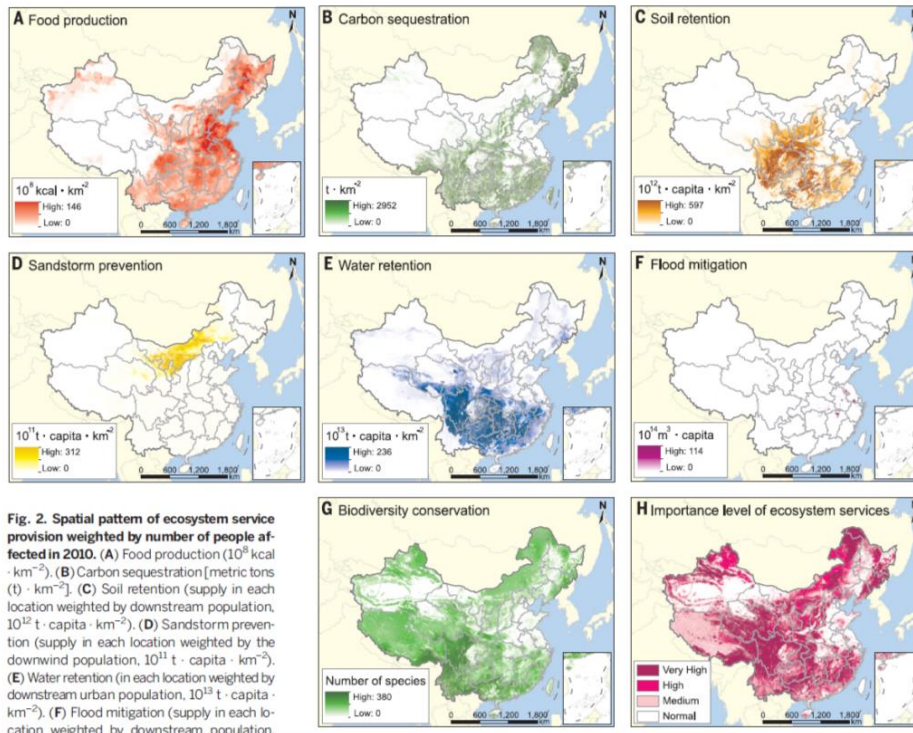 A Food production
N
10⁸ kcal · km⁻²
High: 146
Low: 0
0 600 1,200 1,800
km
B Carbon sequestration
N
t · km⁻²
High: 2952
Low: 0
0 600 1,200 1,800
km
C Soil retention
N
10¹² t · capita · km⁻²
High: 597
Low: 0
0 600 1,200 1,800
km
D Sandstorm prevention
N
10¹¹ t · capita · km⁻²
High: 312
Low: 0
0 600 1,200 1,800
km
E Water retention
N
10¹³ t · capita · km⁻²
High: 236
Low: 0
0 600 1,200 1,800
km
F Flood mitigation
N
10¹⁴ m³ · capita
High: 114
Low: 0
0 600 1,200 1,800
km
Fig. 2. Spatial pattern of ecosystem service
provision weighted by number of people af-
fected in 2010. (A) Food production (10⁸ kcal
· km⁻²). (B) Carbon sequestration [metric tons
(t) · km⁻²]. (C) Soil retention (supply in each
location weighted by downstream population,
10¹² t · capita · km⁻²). (D) Sandstorm preven-
tion (supply in each location weighted by the
downwind population, 10¹¹ t · capita · km⁻²).
(E) Water retention (in each location weighted by
downstream urban population, 10¹³ t · capita ·
km⁻²). (F) Flood mitigation (supply in each lo-
cation weighted by downstream population,
G Biodiversity conservation
N
Number of species
High: 380
Low: 0
0 600 1,200 1,800
km
H Importance level of ecosystem services
N
Very High
High
Medium
Normal
0 600 1,200 1,800
km